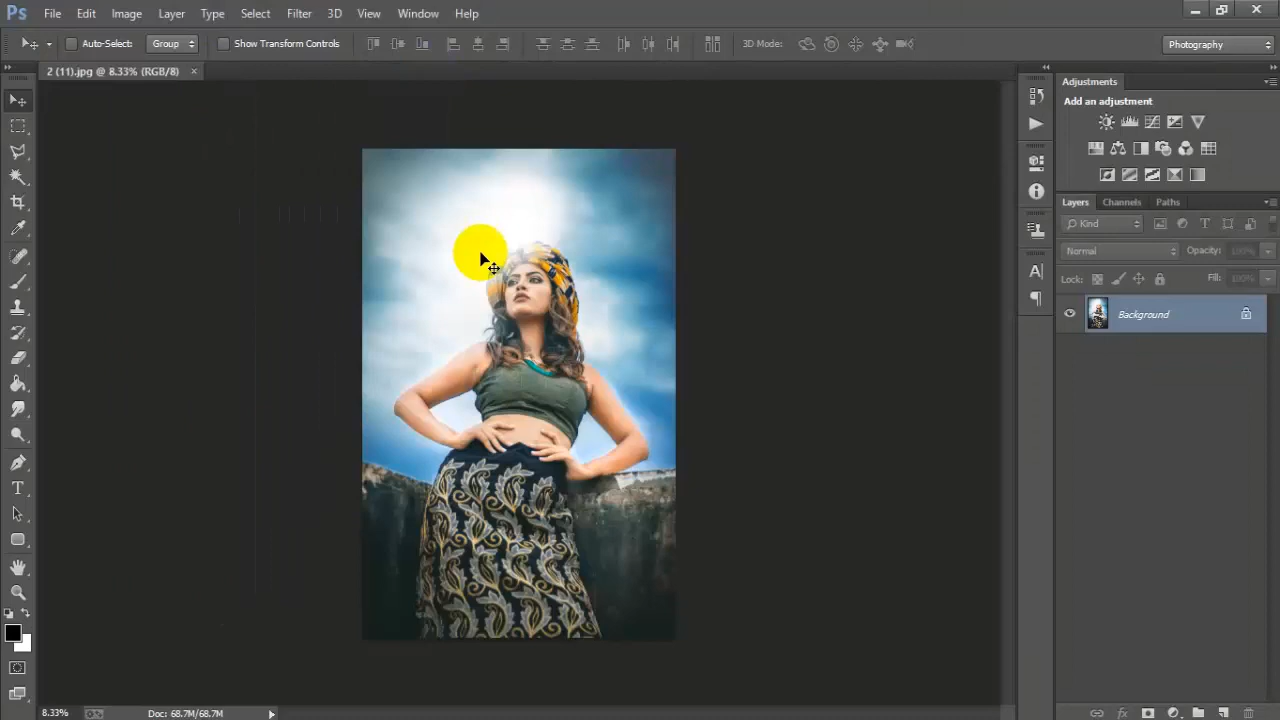 Ps File Edit Image Layer Type Select Filter 3D View Window Help
Auto-Select: Group Show Transform Controls 3D Mode: Photography
2 (11).jpg @ 8.33% (RGB/8) ×
Adjustments
Add an adjustment
Layers Channels Paths
Kind
Normal Opacity: 100%
Lock: Fill: 100%
Background
8.33% Doc: 68.7M/68.7M